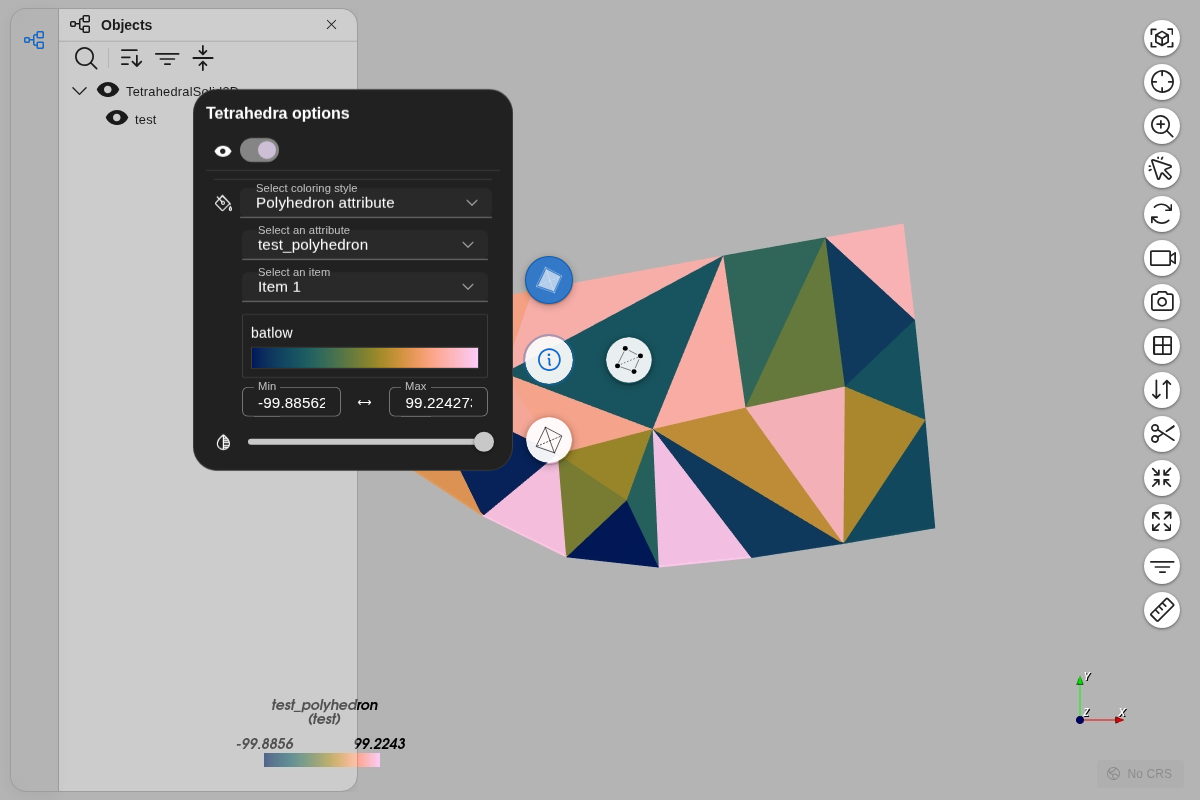 Objects
TetrahedralSolid3D
test
Tetrahedra options
Select coloring style
Polyhedron attribute
Select an attribute
test_polyhedron
Select an item
Item 1
batlow
Min
Max
-99.88562
99.22427
test_polyhedron
(test)
-99.8856
99.2243
Y
Z
X
No CRS